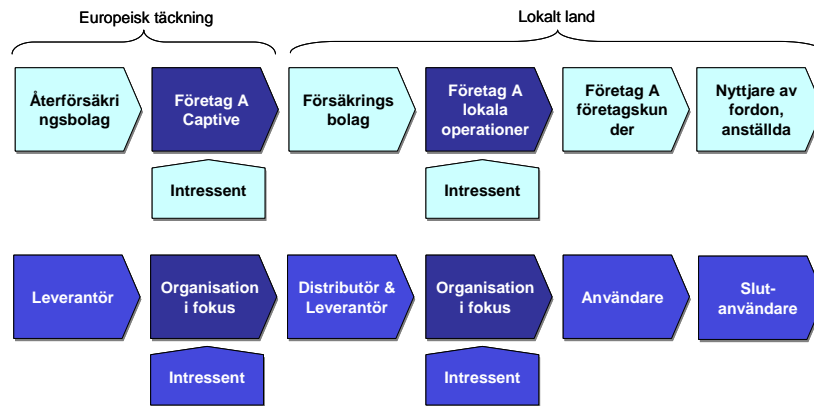 Europeisk täckning
Lokalt land
Återförsäkri
ngsbolag
Företag A
Captive
Försäkrings
bolag
Företag A
lokala
operationer
Företag A
företagskun
der
Nyttjare av
fordon,
anställda
Intressent
Intressent
Leverantör
Organisation
i fokus
Distributör &
Leverantör
Organisation
i fokus
Användare
Slut-
användare
Intressent
Intressent